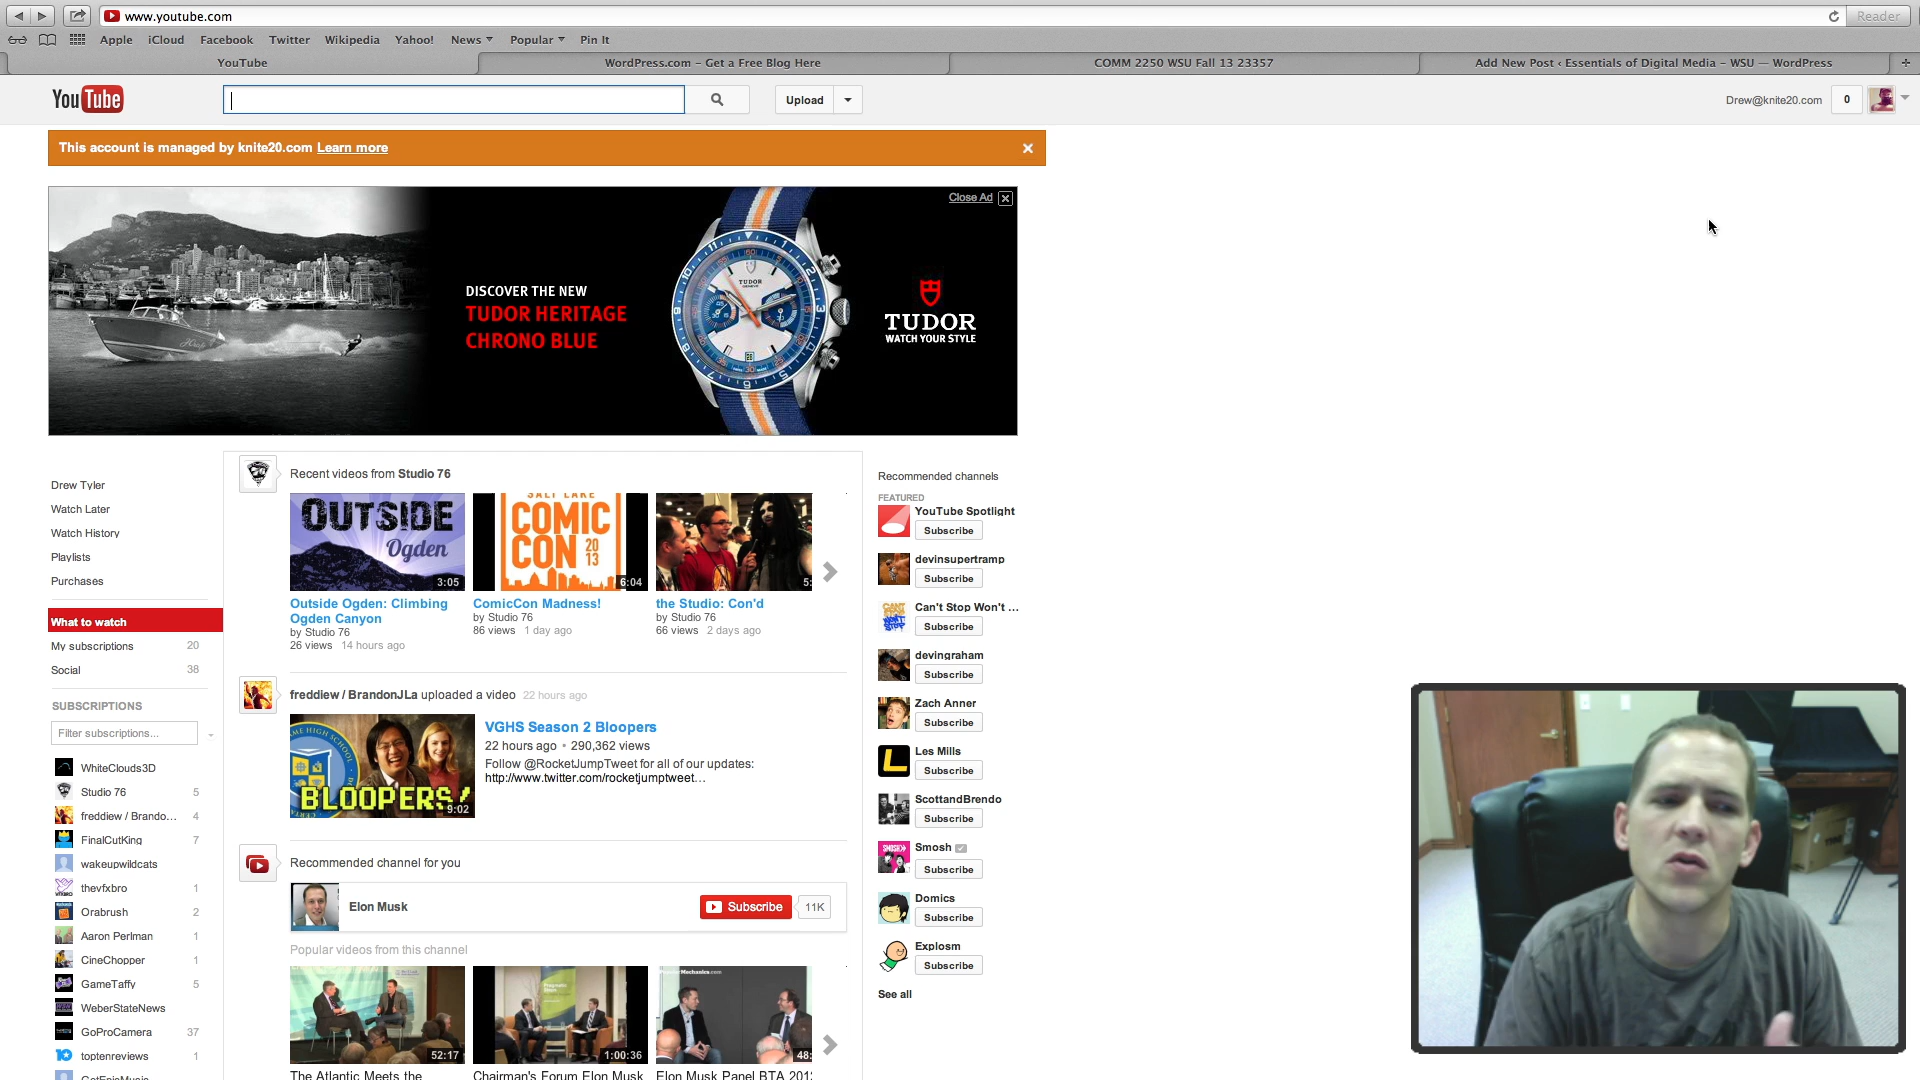 www.youtube.com
Reader
Apple iCloud Facebook Twitter Wikipedia Yahoo! News Popular Pin It
YouTube
WordPress.com – Get a Free Blog Here
COMM 2250 WSU Fall 13 23357
Add New Post ‹ Essentials of Digital Media – WSU — WordPress
YouTube
Upload
Drew@knite20.com
0
This account is managed by knite20.com Learn more
Close Ad
DISCOVER THE NEW
TUDOR HERITAGE
CHRONO BLUE
TUDOR
TUDOR
WATCH YOUR STYLE
Drew Tyler
Watch Later
Watch History
Playlists
Purchases
What to watch
My subscriptions 20
Social 38
SUBSCRIPTIONS
Filter subscriptions...
WhiteClouds3D
Studio 76 5
freddiew / Brando... 4
FinalCutKing 7
wakeupwildcats
thevfxbro 1
Orabrush 2
Aaron Perlman 1
CineChopper 1
GameTaffy 5
WeberStateNews
GoProCamera 37
toptenreviews 1
GetEpicMusic
Recent videos from Studio 76
OUTSIDE
Ogden
3:05
SALT LAKE
COMIC
CON 2013
6:04
5:
Outside Ogden: Climbing
Ogden Canyon
by Studio 76
26 views 14 hours ago
ComicCon Madness!
by Studio 76
86 views 1 day ago
the Studio: Con'd
by Studio 76
66 views 2 days ago
freddiew / BrandonJLa uploaded a video 22 hours ago
BLOOPERS!
9:02
VGHS Season 2 Bloopers
22 hours ago • 290,362 views
Follow @RocketJumpTweet for all of our updates:
http://www.twitter.com/rocketjumptweet...
Recommended channel for you
Elon Musk
Subscribe
11K
Popular videos from this channel
52:17
1:00:36
48:
The Atlantic Meets the
Chairman's Forum Elon Musk
Elon Musk Panel BTA 201
Recommended channels
FEATURED
YouTube Spotlight
Subscribe
devinsupertramp
Subscribe
Can't Stop Won't ...
Subscribe
devingraham
Subscribe
Zach Anner
Subscribe
Les Mills
Subscribe
ScottandBrendo
Subscribe
Smosh
Subscribe
Domics
Subscribe
Explosm
Subscribe
See all